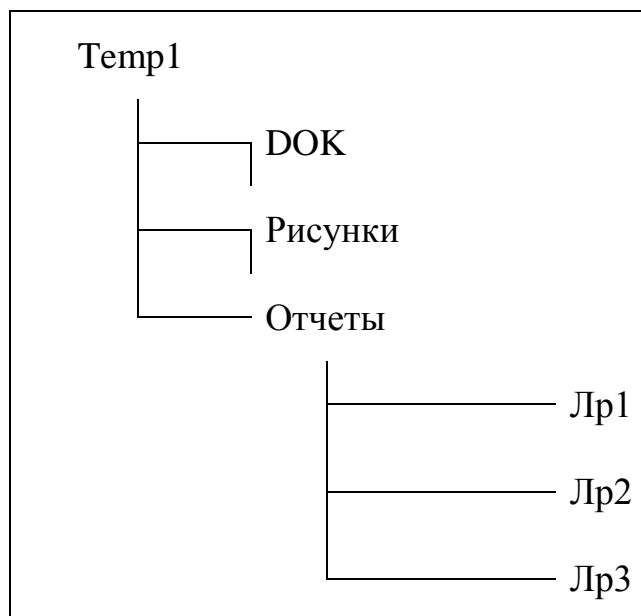 Temp1
DOK
Рисунки
Отчеты
Лр1
Лр2
Лр3